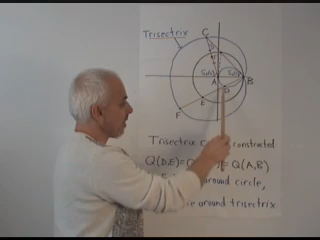 Trisectrix
C
A
B
D
E
F
Trisectrix constructed
Q(D,E)= = Q(A,B)
around circle,
around trisectrix.